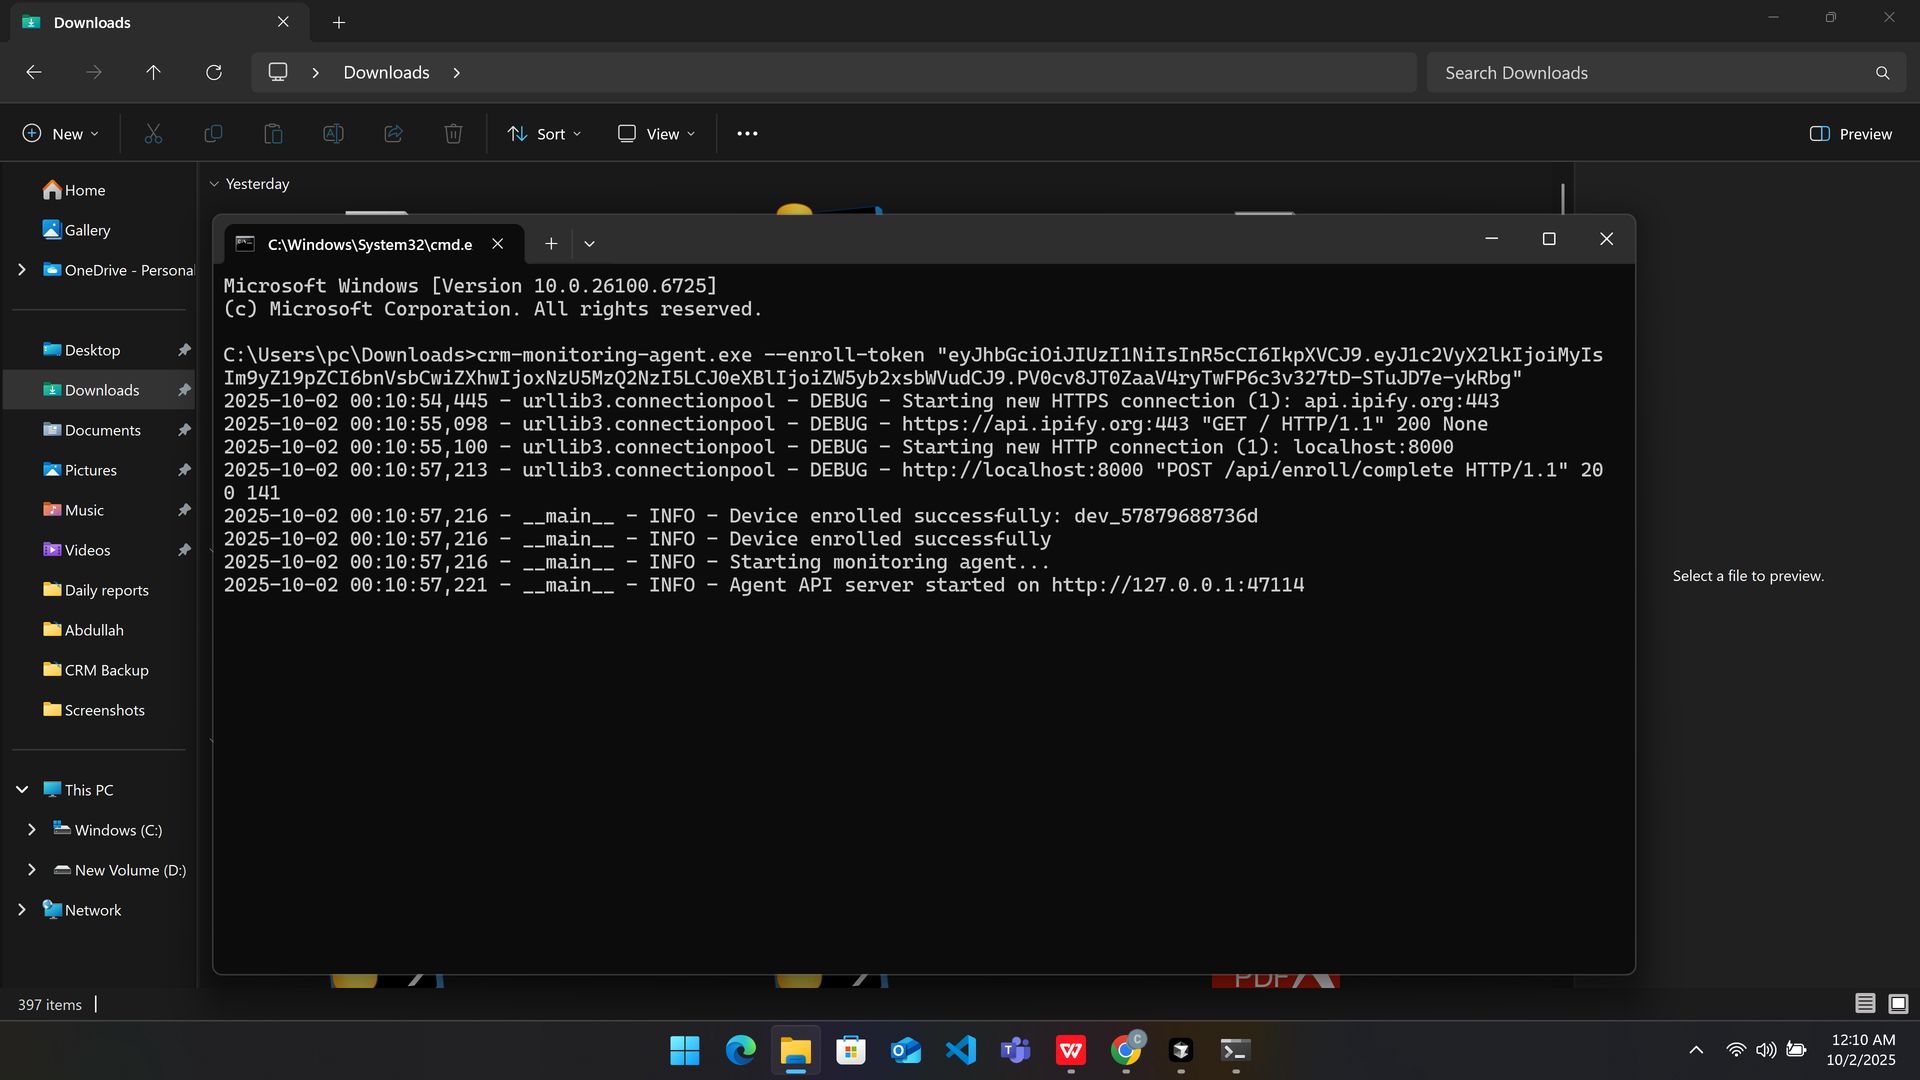 Downloads
Downloads
Search Downloads
New
Sort
View
Preview
Home
Gallery
OneDrive - Personal
Desktop
Downloads
Documents
Pictures
Music
Videos
Daily reports
Abdullah
CRM Backup
Screenshots
This PC
Windows (C:)
New Volume (D:)
Network
Yesterday
C:\Windows\System32\cmd.e
Microsoft Windows [Version 10.0.26100.6725]
(c) Microsoft Corporation. All rights reserved.
C:\Users\pc\Downloads>crm-monitoring-agent.exe --enroll-token "eyJhbGciOiJIUzI1NiIsInR5cCI6IkpXVCJ9.eyJ1c2VyX2lkIjoiMyIs
Im9yZ19pZCI6bnVsbCwiZXhwIjoxNzU5MzQ2NzI5LCJ0eXBlIjoiZW5yb2xsbWVudCJ9.PV0cv8JT0ZaaV4ryTwFP6c3v327tD-STuJD7e-ykRbg"
2025-10-02 00:10:54,445 - urllib3.connectionpool - DEBUG - Starting new HTTPS connection (1): api.ipify.org:443
2025-10-02 00:10:55,098 - urllib3.connectionpool - DEBUG - https://api.ipify.org:443 "GET / HTTP/1.1" 200 None
2025-10-02 00:10:55,100 - urllib3.connectionpool - DEBUG - Starting new HTTP connection (1): localhost:8000
2025-10-02 00:10:57,213 - urllib3.connectionpool - DEBUG - http://localhost:8000 "POST /api/enroll/complete HTTP/1.1" 20
0 141
2025-10-02 00:10:57,216 - __main__ - INFO - Device enrolled successfully: dev_57879688736d
2025-10-02 00:10:57,216 - __main__ - INFO - Device enrolled successfully
2025-10-02 00:10:57,216 - __main__ - INFO - Starting monitoring agent...
2025-10-02 00:10:57,221 - __main__ - INFO - Agent API server started on http://127.0.0.1:47114
Select a file to preview.
PDF
397 items
12:10 AM
10/2/2025